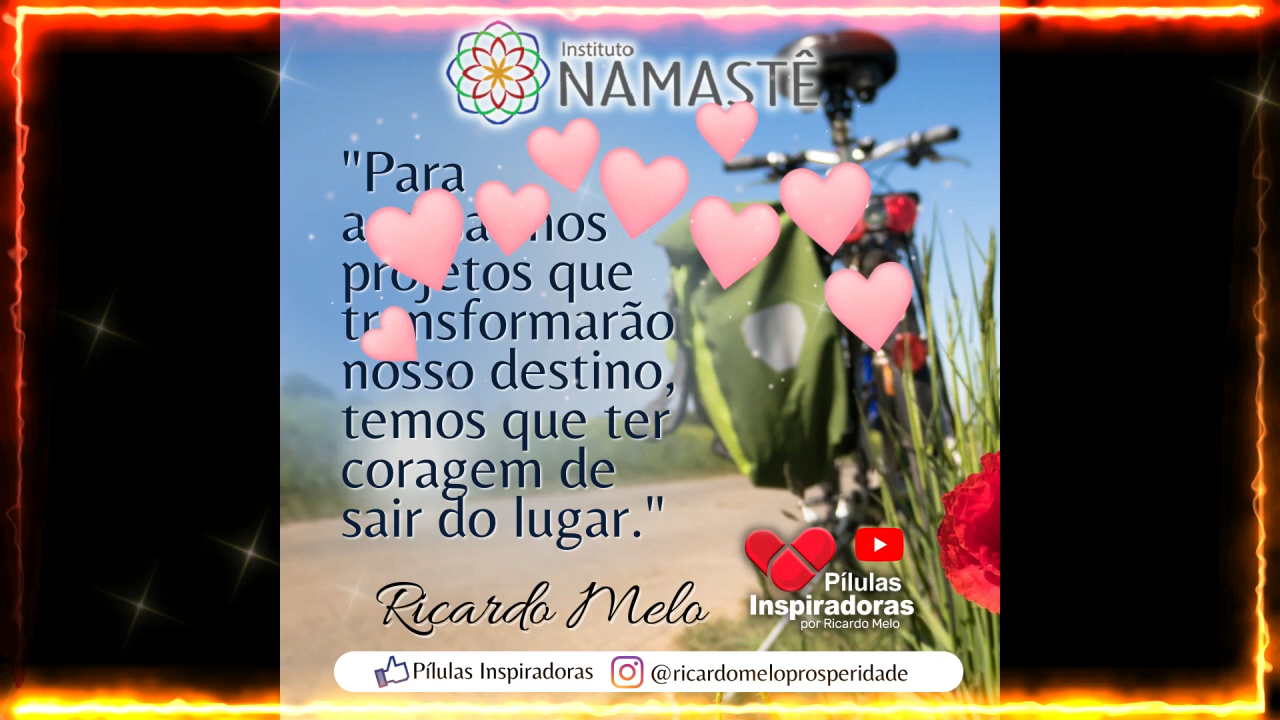 Instituto
NAMASTÊ
"Para
projetos que
transformarão
nosso destino,
temos que ter
coragem de
sair do lugar."
Ricardo Melo
Pílulas
Inspiradoras
por Ricardo Melo
Pílulas Inspiradoras @ricardomeloprosperidade